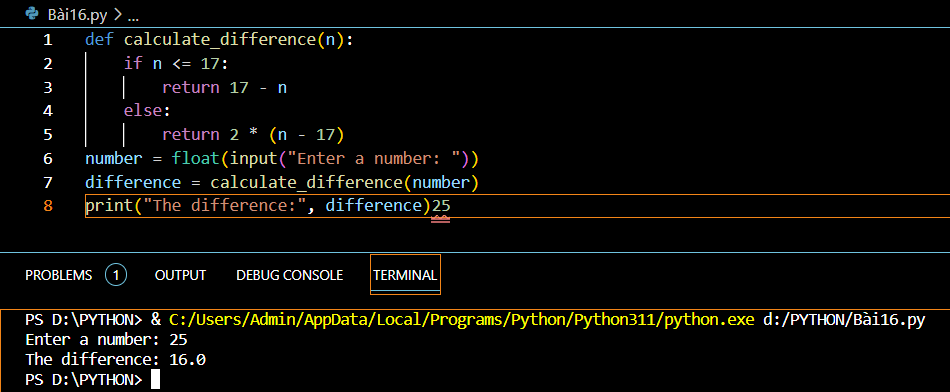 Bài16.py > ...
1 def calculate_difference(n):
2 if n <= 17:
3 return 17 - n
4 else:
5 return 2 * (n - 17)
6 number = float(input("Enter a number: "))
7 difference = calculate_difference(number)
8 print("The difference:", difference)25
PROBLEMS 1 OUTPUT DEBUG CONSOLE TERMINAL
PS D:\PYTHON> & C:/Users/Admin/AppData/Local/Programs/Python/Python311/python.exe d:/PYTHON/Bài16.py
Enter a number: 25
The difference: 16.0
PS D:\PYTHON>